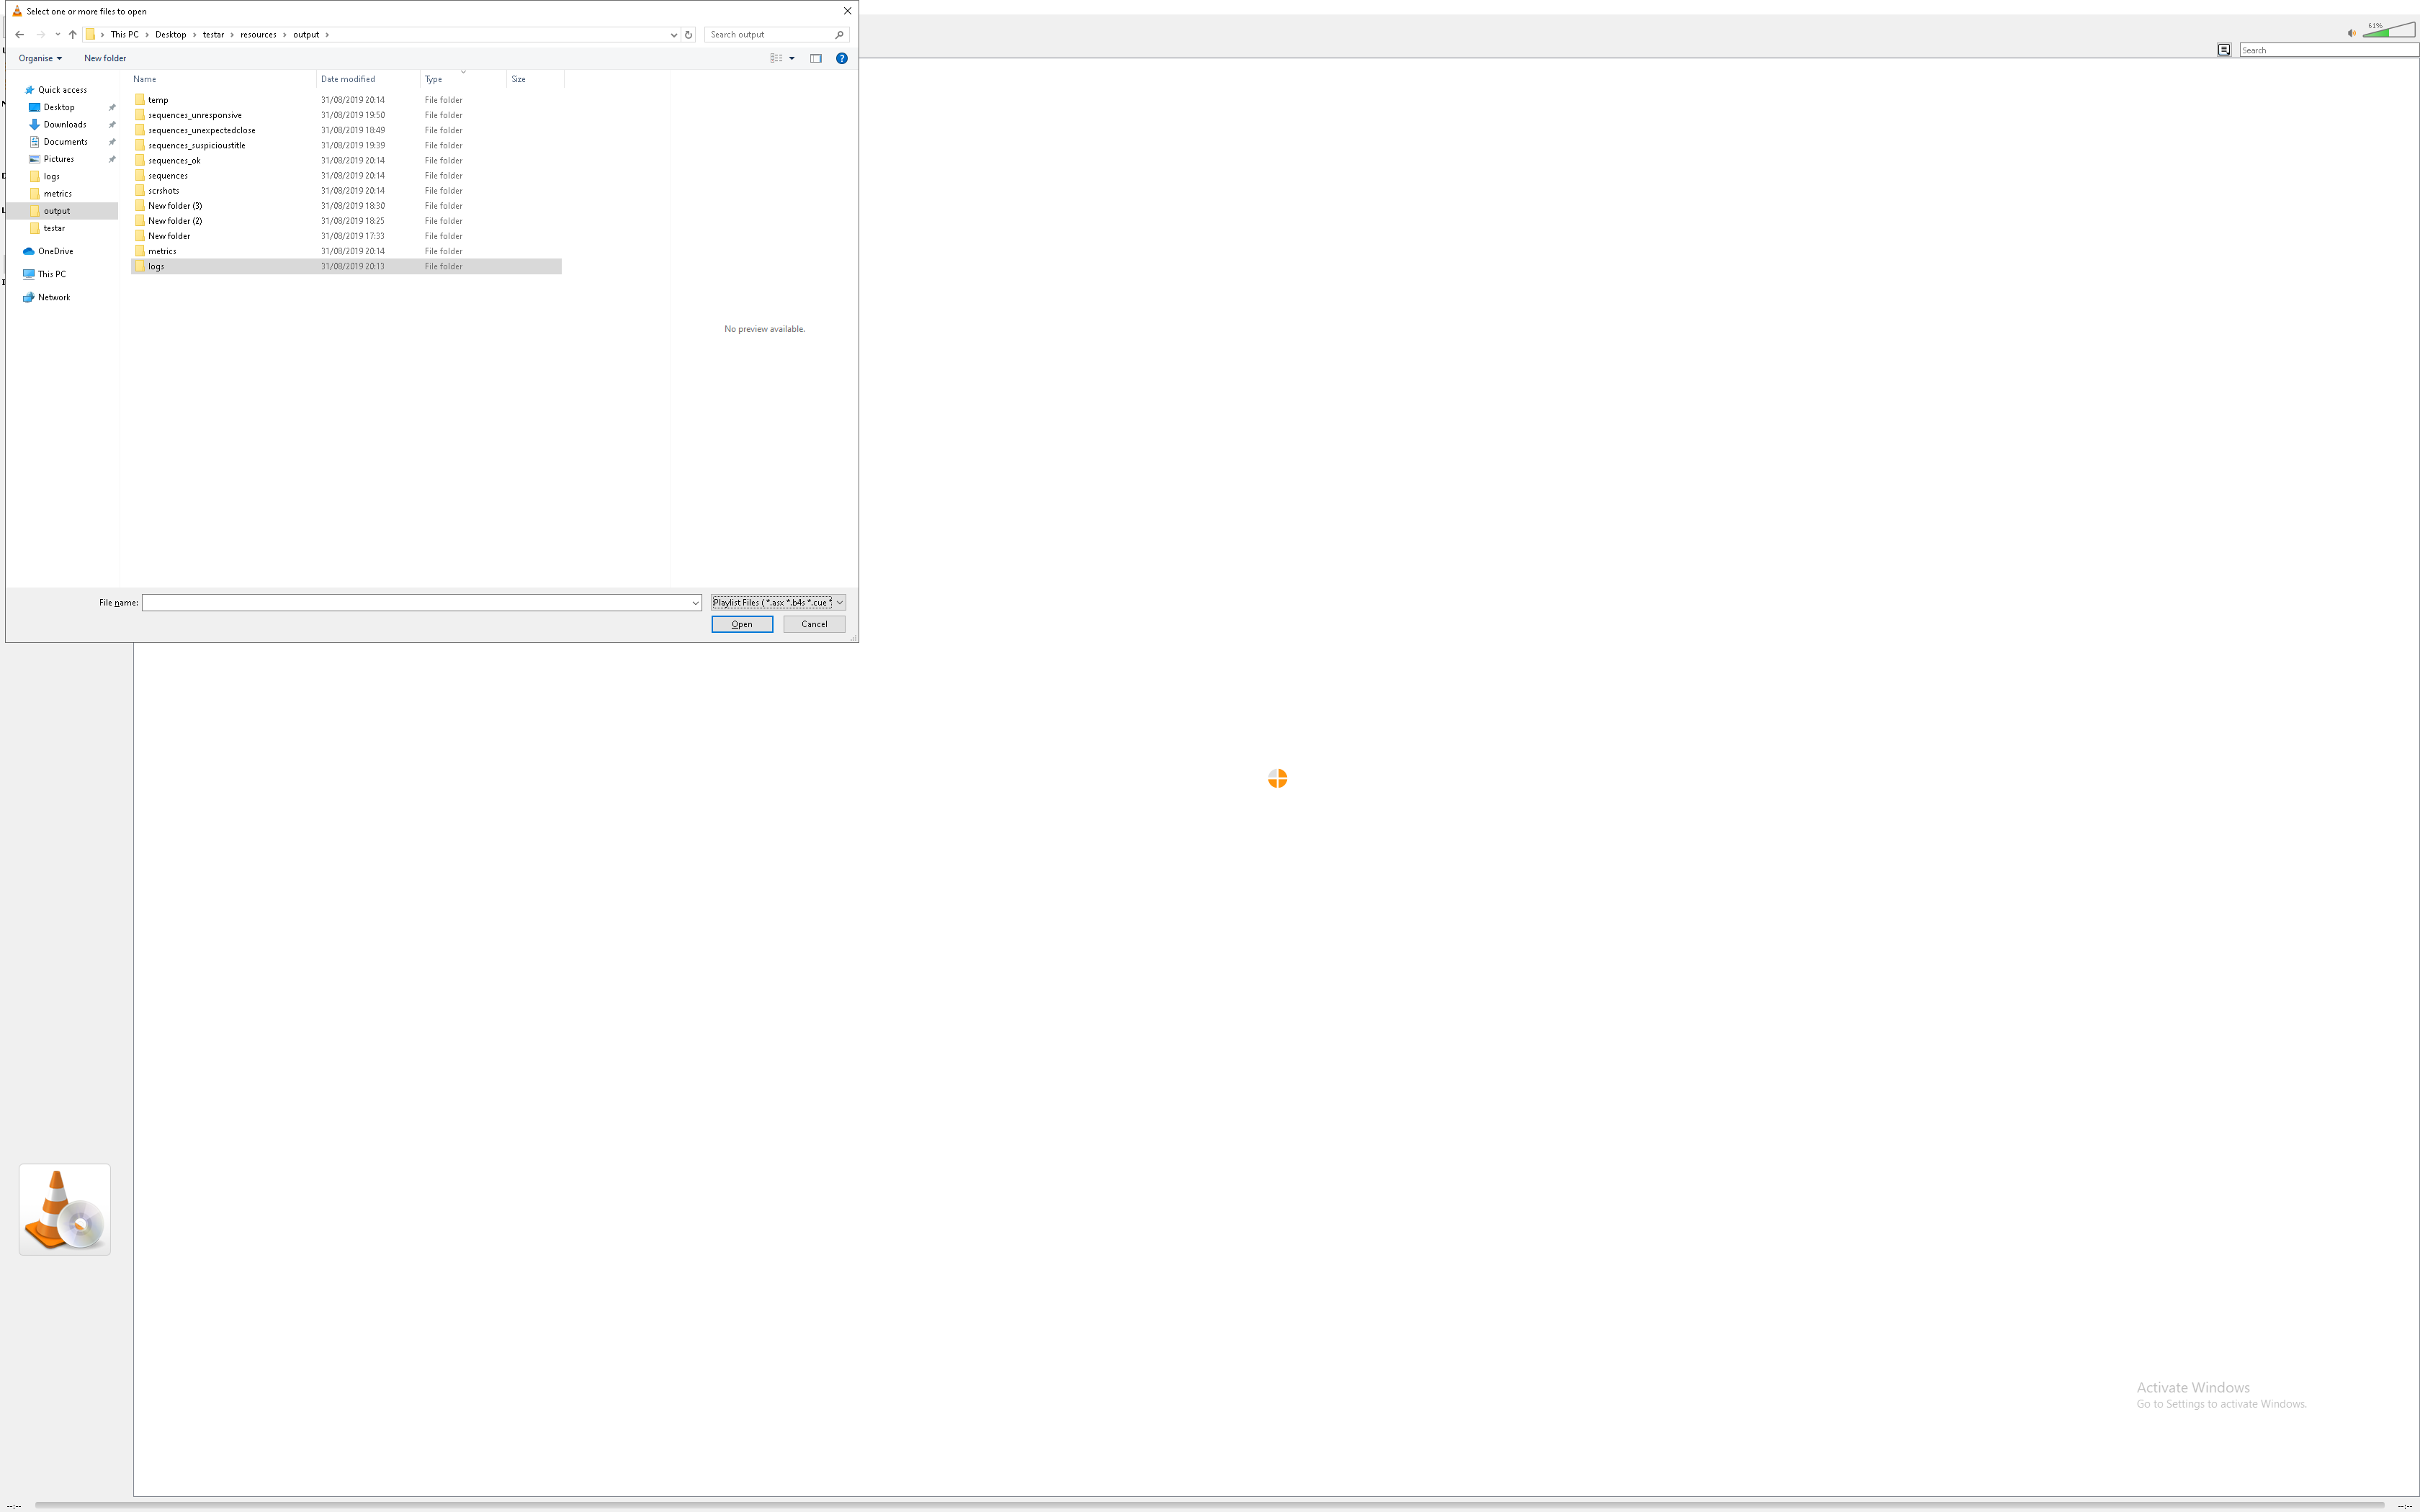 Select one or more files to open
This PC > Desktop > testar > resources > output >
Search output
61%
Organise
New folder
Search
Name Date modified Type Size
Quick access
Desktop
Downloads
Documents
Pictures
logs
metrics
output
testar
OneDrive
This PC
Network
temp 31/08/2019 20:14 File folder
sequences_unresponsive 31/08/2019 19:50 File folder
sequences_unexpectedclose 31/08/2019 18:49 File folder
sequences_suspicioustitle 31/08/2019 19:39 File folder
sequences_ok 31/08/2019 20:14 File folder
sequences 31/08/2019 20:14 File folder
scrshots 31/08/2019 20:14 File folder
New folder (3) 31/08/2019 18:30 File folder
New folder (2) 31/08/2019 18:25 File folder
New folder 31/08/2019 17:33 File folder
metrics 31/08/2019 20:14 File folder
logs 31/08/2019 20:13 File folder
No preview available.
File name:
Playlist Files ( *.asx *.b4s *.cue *
Open Cancel
Activate Windows
Go to Settings to activate Windows.
--:-- --:--